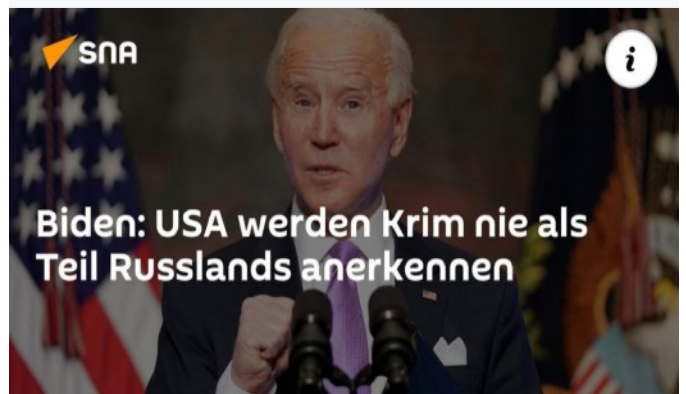 SNA
i
Biden: USA werden Krim nie als
Teil Russlands anerkennen